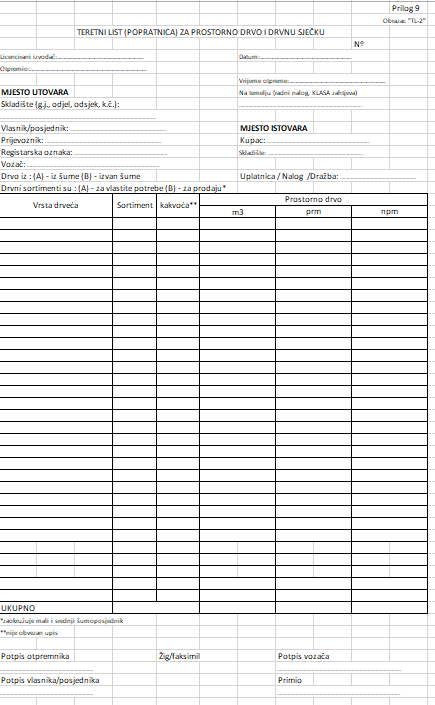 Prilog 9
Obrazac "TL-2"
TERETNI LIST (POPRATNICA) ZA PROSTORNO DRVO I DRVNU SJEČKU
Nº
Licencirani izvođač:
Datum:
Otpremio:
Vrijeme otpreme:
MJESTO UTOVARA
Na temelju (radni nalog, KLASA zahtjeva)
Skladište (g.j., odjel, odsjek, k.č.):
Vlasnik/posjednik:
MJESTO ISTOVARA
Prijevoznik:
Kupac:
Registarska oznaka:
Skladište:
Vozač:
Drvo iz : (A) - iz šume (B) - izvan šume
Uplatnica / Nalog /Dražba:
Drvni sortimenti su : (A) - za vlastite potrebe (B) - za prodaju*
Vrsta drveća
Sortiment
kakvoća**
Prostorno drvo
m3
prm
npm
UKUPNO
*zaokružuje mali i srednji šumoposjednik
**nije obvezan upis
Potpis otpremnika
Žig/faksimil
Potpis vozača
Potpis vlasnika/posjednika
Primio